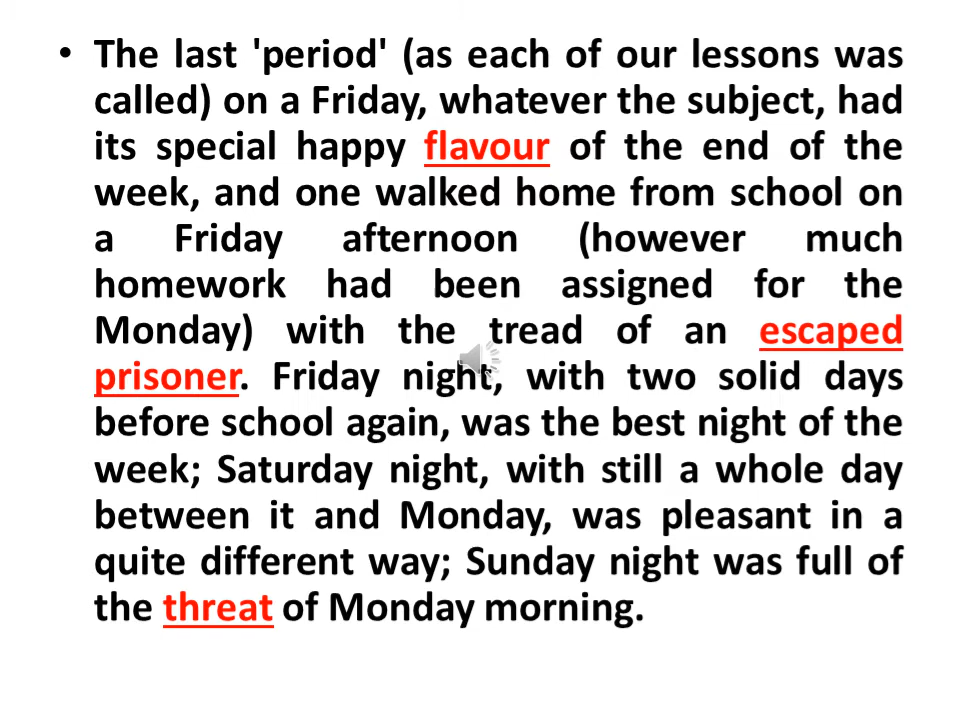 • The last 'period' (as each of our lessons was
called) on a Friday, whatever the subject, had
its special happy flavour of the end of the
week, and one walked home from school on
a Friday afternoon (however much
homework had been assigned for the
Monday) with the tread of an escaped
prisoner. Friday night, with two solid days
before school again, was the best night of the
week; Saturday night, with still a whole day
between it and Monday, was pleasant in a
quite different way; Sunday night was full of
the threat of Monday morning.